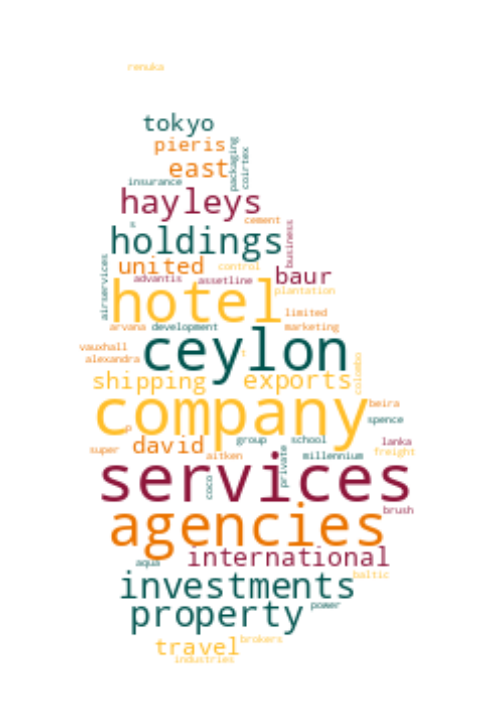 renuka
tokyo
pieris
packaging
coirtex
east
insurance
hayleys
s
cement
business
holdings
united
control
airservices
advantis
assetline
baur
plantation
hotel
limited
arvana
development
marketing
ceylon
vauxhall
alexandra
t
colombo
shipping
exports
company
beira
p
spence
david
group
school
lanka
super
aitken
private
millennium
freight
services
coco
agencies
brush
international
aqua
baltic
investments
property
power
travel
brokers
industries